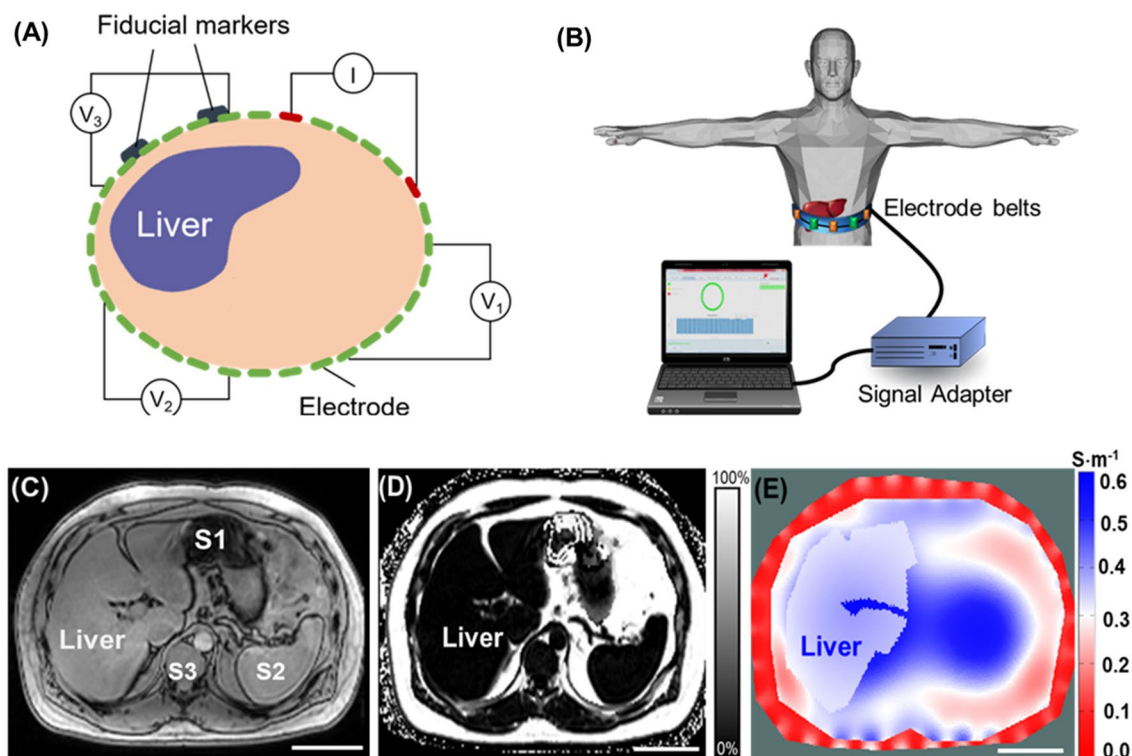 (A)
Fiducial markers
I
V3
Liver
V1
V2
Electrode
(B)
Electrode belts
Signal Adapter
(C)
S1
Liver
S3
S2
(D)
Liver
100%
0%
(E)
Liver
S·m-1
0.6
0.5
0.4
0.3
0.2
0.1
0.0